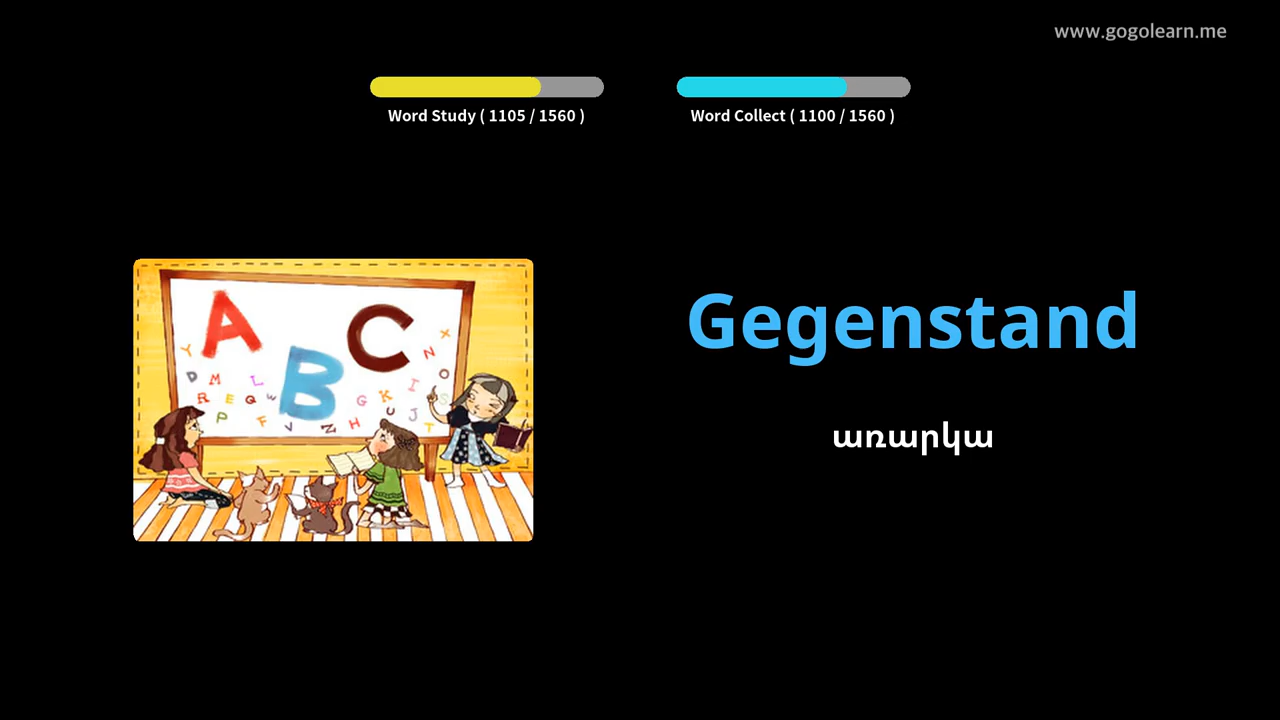 www.gogolearn.me
Word Study ( 1105 / 1560 )
Word Collect ( 1100 / 1560 )
Gegenstand
առարկա
A
C
B
X
Y
N
D M L
O
I
R E Q W
G K
S
P
U
J
F
V
Z H
T